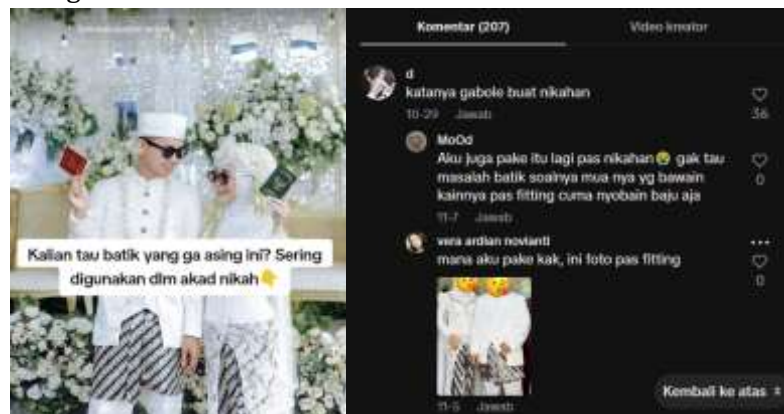 Kalian tau batik yang ga asing ini? Sering
digunakan dlm akad nikah👇
Komentar (207)
Video kreator
d
katanya gabole buat nikahan
10-29 Jawab
36
MoOd
Aku juga pake itu lagi pas nikahan😭 gak tau
masalah batik soalnya mua nya yg bawain
kainnya pas fitting cuma nyobain baju aja
11-7 Jawab
0
vera ardian novianti
mana aku pake kak, ini foto pas fitting
0
11-5 Jawab
Kembali ke atas